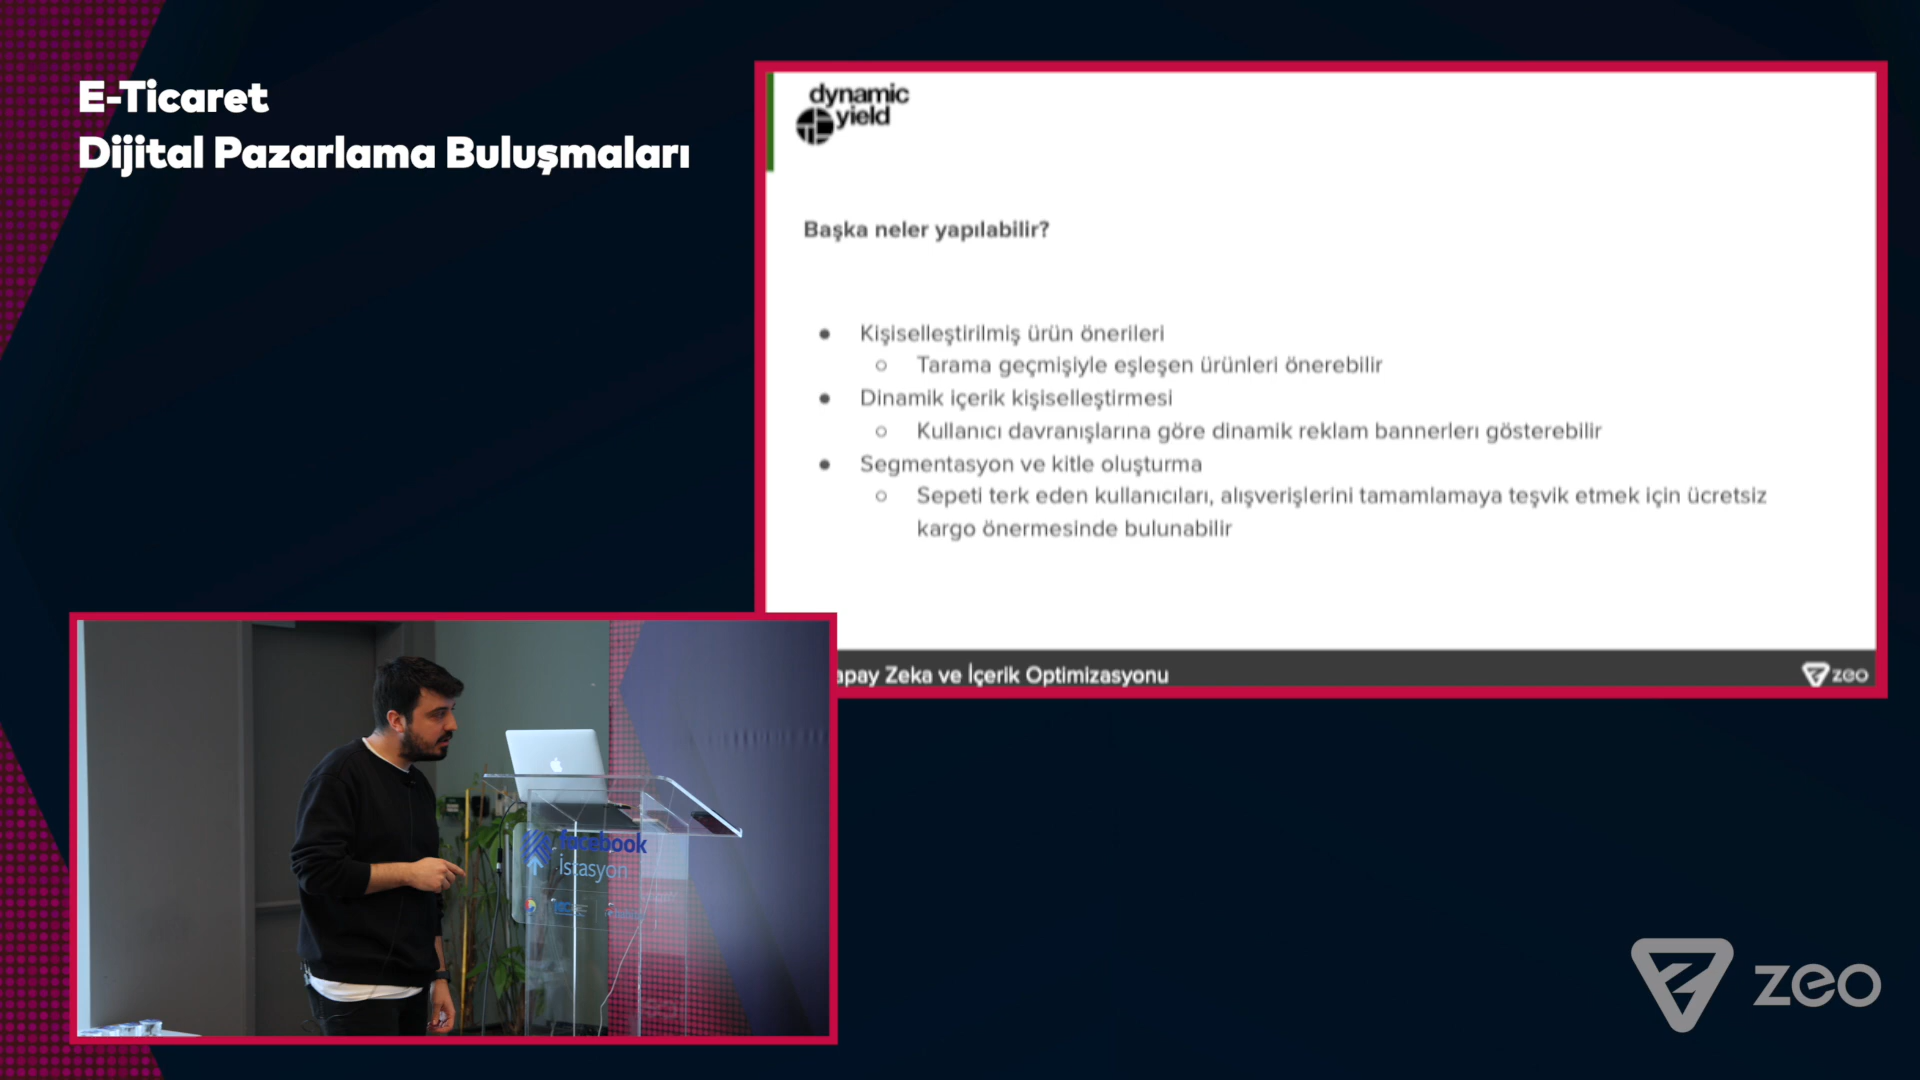 E-Ticaret
Dijital Pazarlama Buluşmaları
dynamic
yield
Başka neler yapılabilir?
● Kişiselleştirilmiş ürün önerileri
○ Tarama geçmişiyle eşleşen ürünleri önerebilir
● Dinamik içerik kişiselleştirmesi
○ Kullanıcı davranışlarına göre dinamik reklam bannerlerı gösterebilir
● Segmentasyon ve kitle oluşturma
○ Sepeti terk eden kullanıcıları, alışverişlerini tamamlamaya teşvik etmek için ücretsiz
kargo önermesinde bulunabilir
apay Zeka ve İçerik Optimizasyonu
zeo
facebook
İstasyon
zeo